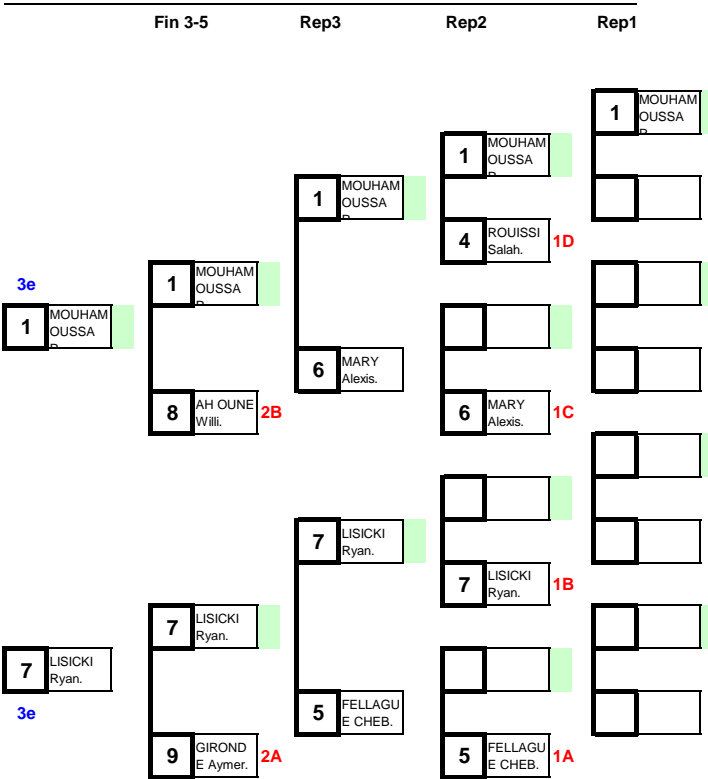 Fin 3-5 Rep3 Rep2 Rep1
1 MOUHAM
OUSSA
1 MOUHAM
OUSSA
1 MOUHAM
OUSSA
4 ROUISSI 1D
Salah.
3e
1 MOUHAM
OUSSA
1 MOUHAM
OUSSA
6 MARY
Alexis.
8 AH OUNE 2B
Willi.
6 MARY 1C
Alexis.
7 LISICKI
Ryan.
7 LISICKI 1B
Ryan.
7 LISICKI
Ryan.
7 LISICKI
Ryan.
3e
5 FELLAGU
E CHEB.
9 GIROND 2A
E Aymer.
5 FELLAGU 1A
E CHEB.